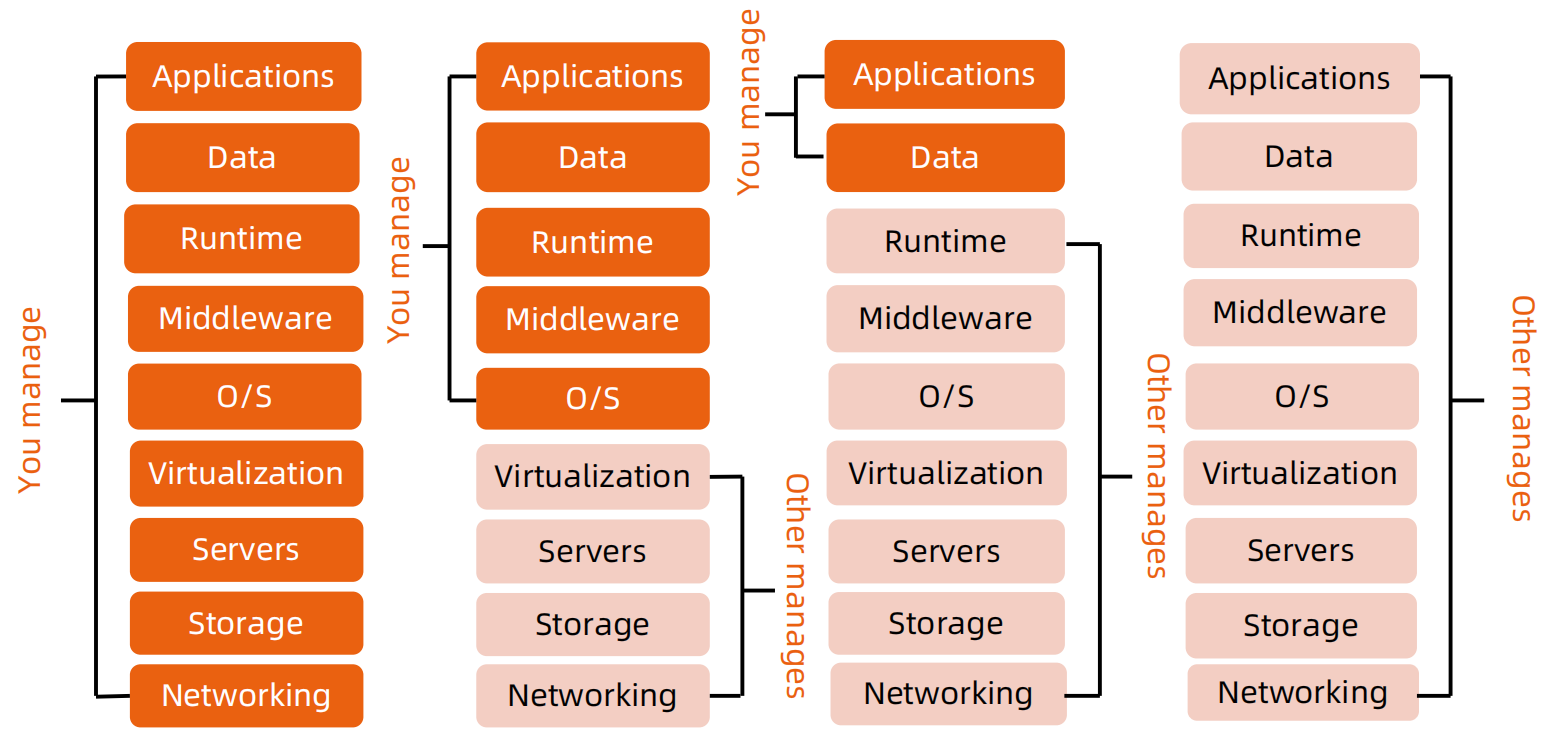 You manage
Applications
Data
Runtime
Middleware
O/S
Virtualization
Servers
Storage
Networking
You manage
Applications
Data
Runtime
Middleware
O/S
Virtualization
Servers
Storage
Networking
Other manages
You manage
Applications
Data
Runtime
Middleware
O/S
Virtualization
Servers
Storage
Networking
Other manages
Applications
Data
Runtime
Middleware
O/S
Virtualization
Servers
Storage
Networking
Other manages